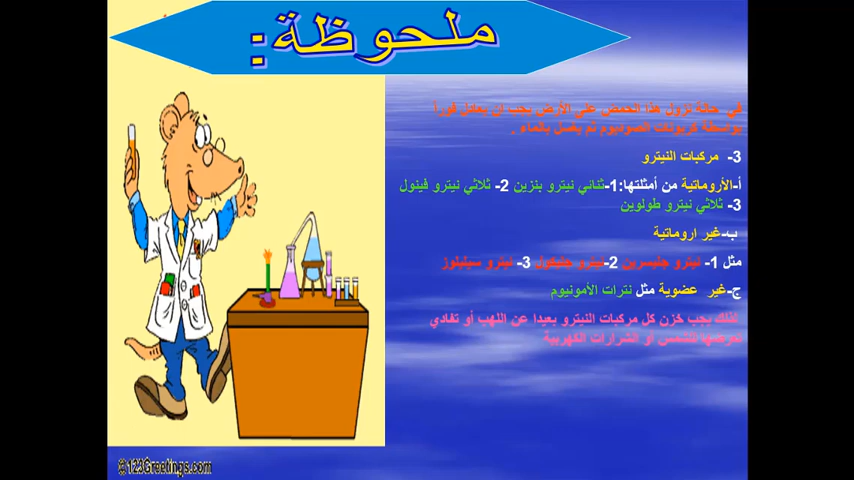 ملحوظة:
في حالة نزول هذا الحمض على الأرض يجب ان يعادل فوراً
بواسطة كربونات الصوديوم ثم يغسل بالماء .
3- مركبات النيترو
أ-الأروماتية من أمثلتها:1-ثنائي نيترو بنزين 2- ثلاثي نيترو فينول
3- ثلاثي نيترو طولوين
ب-غير اروماتية
مثل 1- نيترو جليسرين 2-نيترو جليكول 3- نيترو سيليلوز
ج-غير عضوية مثل نترات الأمونيوم
لذلك يجب خزن كل مركبات النيترو بعيدا عن اللهب أو تفادي
تعرضها للشمس أو الشرارات الكهربية
©123Greetings.com